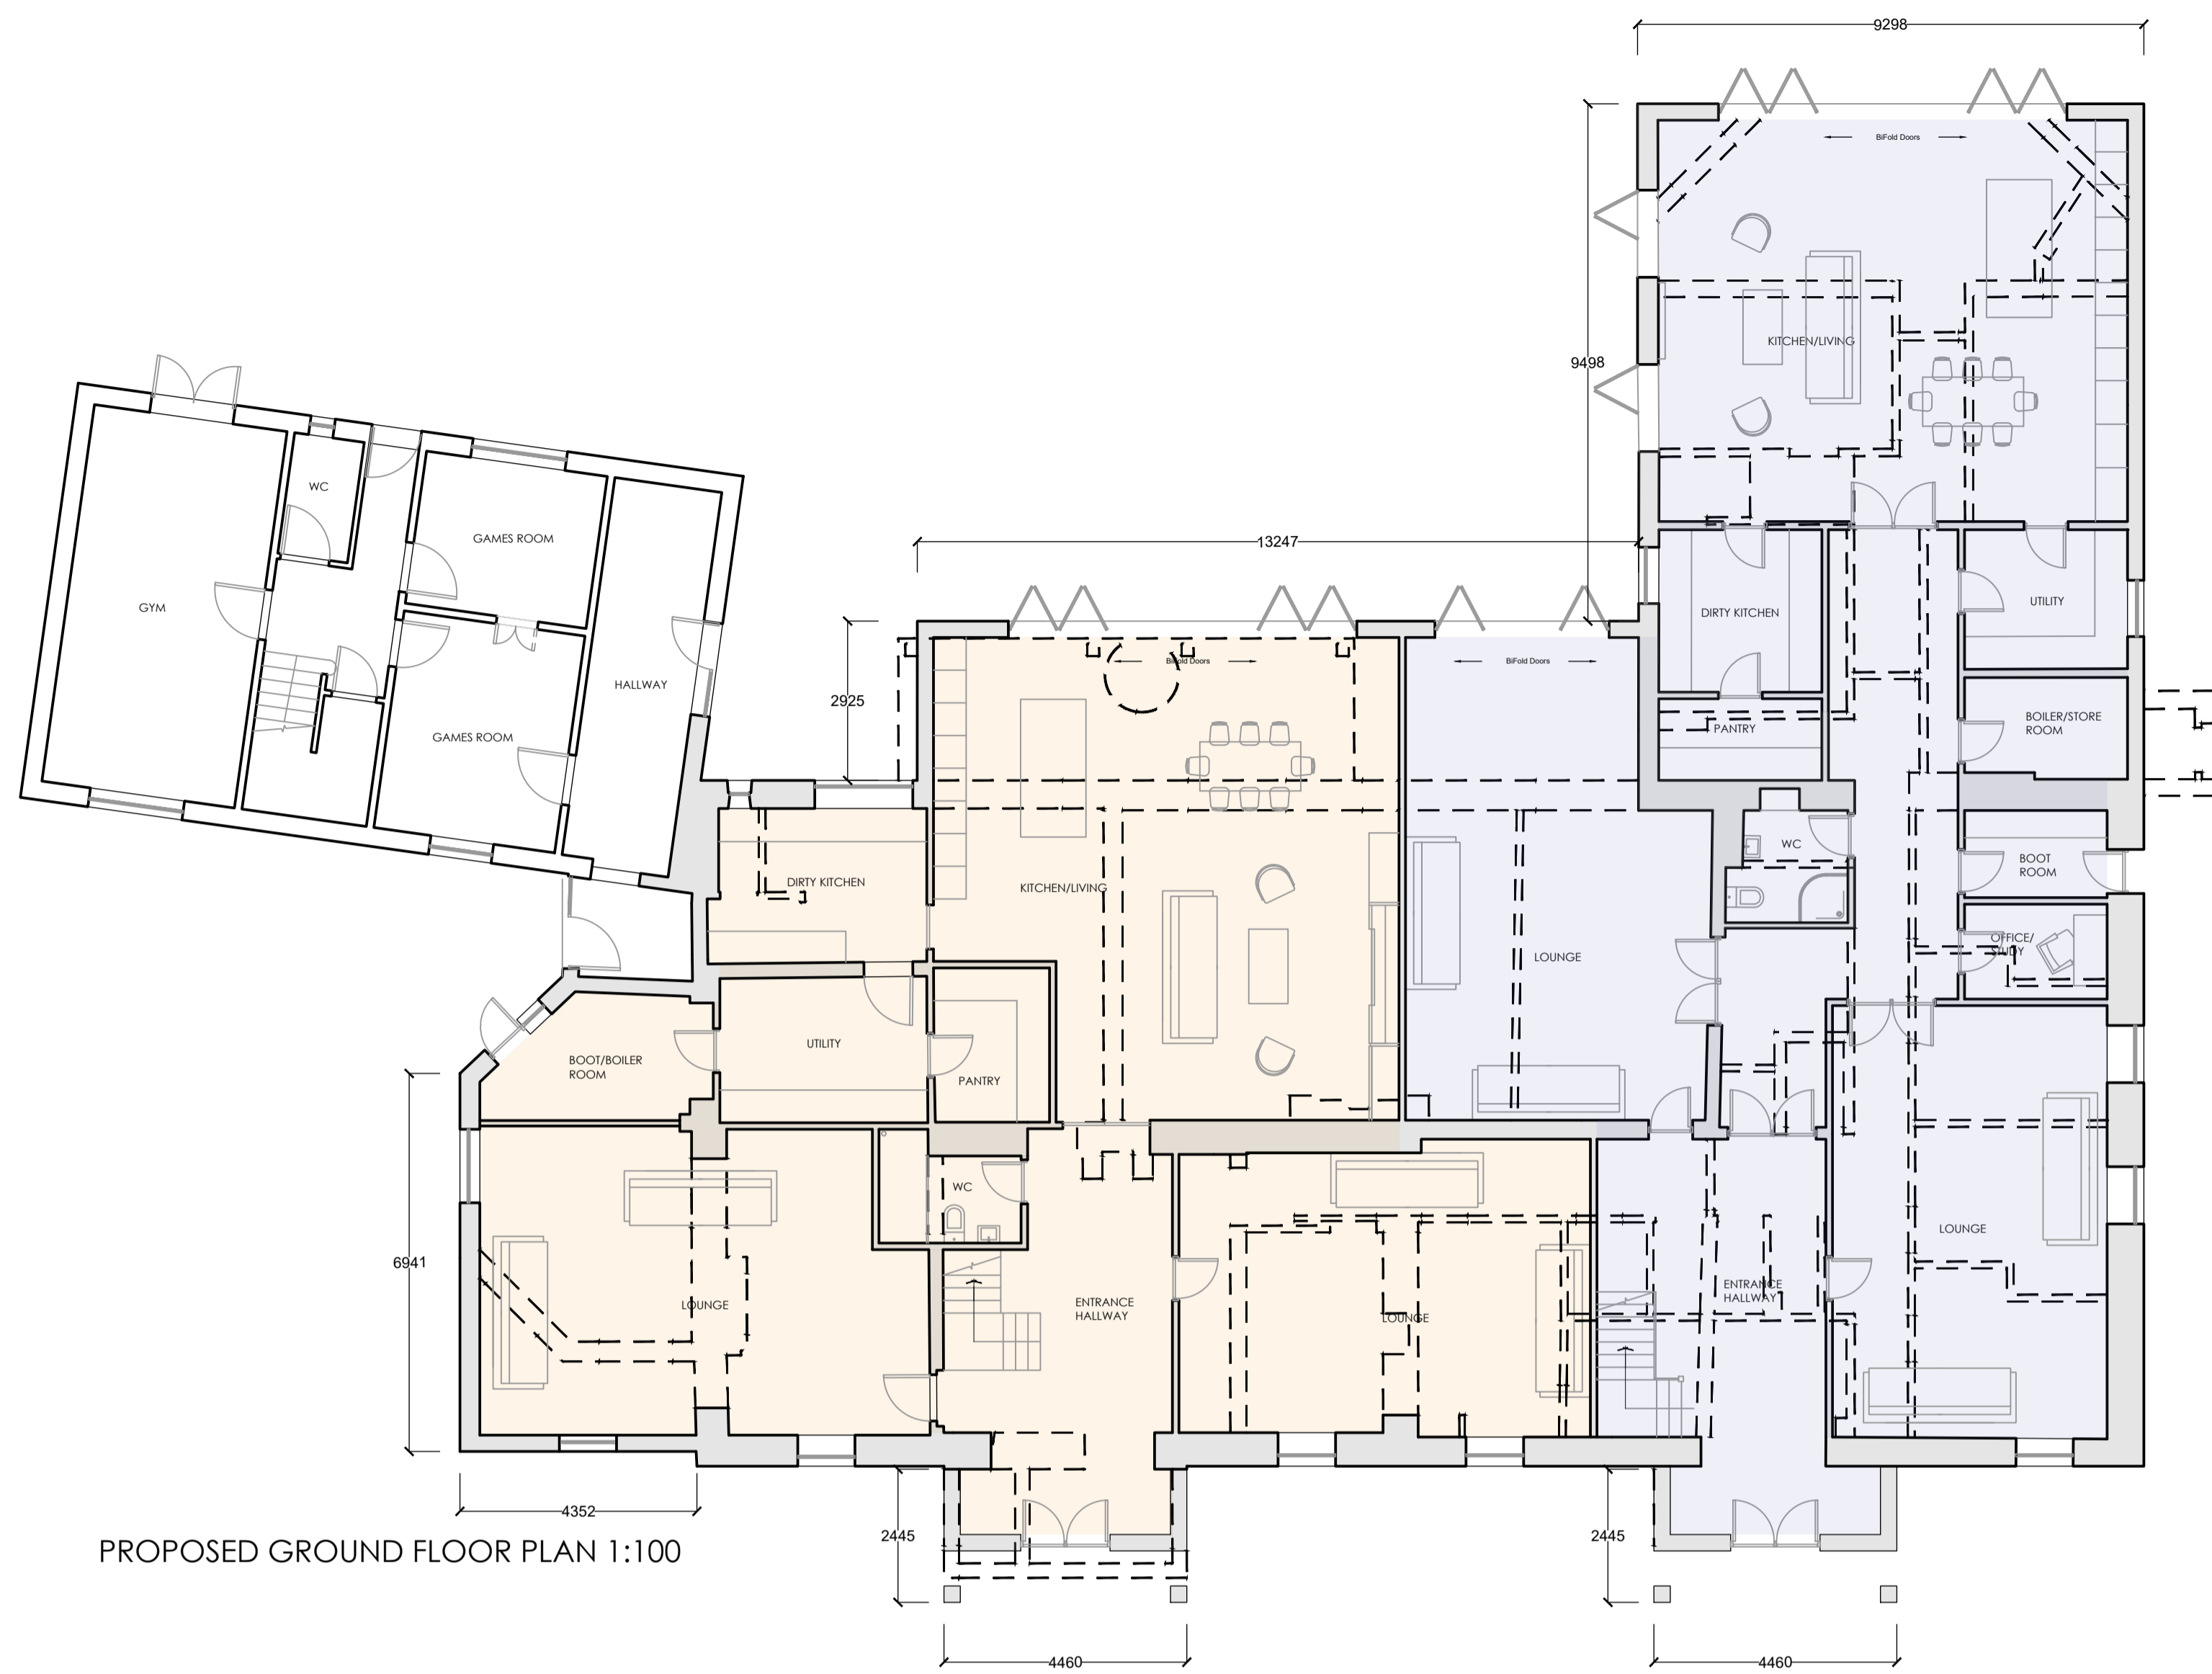 9298
BiFold Doors
KITCHEN/LIVING
9498
WC
GAMES ROOM
13247
GYM
DIRTY KITCHEN
UTILITY
HALLWAY
BiFold Doors
BiFold Doors
2925
GAMES ROOM
PANTRY
BOILER/STORE
ROOM
WC
BOOT
ROOM
DIRTY KITCHEN
KITCHEN/LIVING
LOUNGE
OFFICE/
STUDY
UTILITY
BOOT/BOILER
ROOM
PANTRY
WC
LOUNGE
6941
LOUNGE
ENTRANCE
HALLWAY
LOUNGE
ENTRANCE
HALLWAY
4352
2445
2445
PROPOSED GROUND FLOOR PLAN 1:100
4460
4460